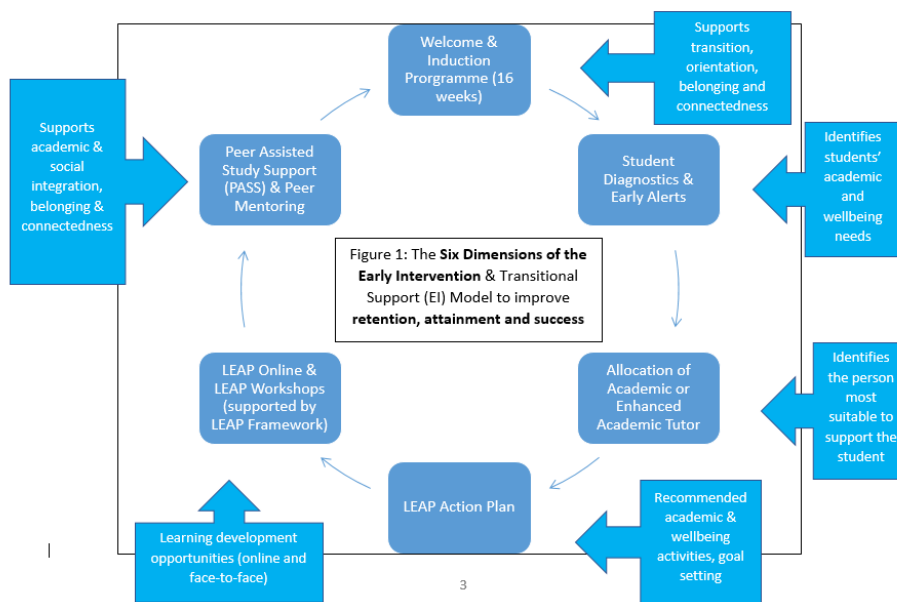 Welcome &
Induction
Prorgramme (16
weeks)
Supports
transition,
orientation,
belonging and
connectedness
Student
Diagnostics &
Early Alerts
Identifies
students'
academic
and
wellbeing
needs
Allocation of
Academic or
Enhanced
Academic Tutor
Identifies
the person
most
suitable to
support the
student
LEAP Action Plan
Recommended
academic &
wellbeing
activities, goal
setting
LEAP Online &
LEAP Workshops
(supported by
LEAP Framework)
Learning development
opportunities (online and
face-to-face)
Peer Assisted
Study Support
(PASS) & Peer
Mentoring
Supports
academic &
social
integration,
belonging &
connectedness
Figure 1: The Six Dimensions of the
Early Intervention & Transitional
Support (EI) Model to improve
retention, attainment and success
3